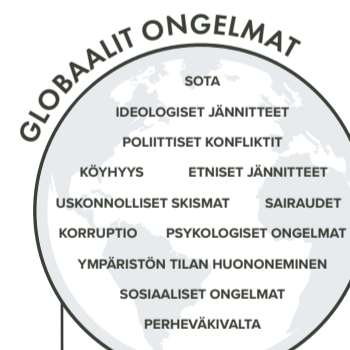 GLOBAALIT ONGELMAT
SOTA
IDEOLOGISET JÄNNITTEET
POLIITTISET KONFLIKTIT
KÖYHYYS ETNISET JÄNNITTEET
USKONNOLLISET SKISMAT SAIRAUDET
KORRUPTIO PSYKOLOGISET ONGELMAT
YMPÄRISTÖN TILAN HUONONEMINEN
SOSIAALISET ONGELMAT
PERHEVÄKIVALTA